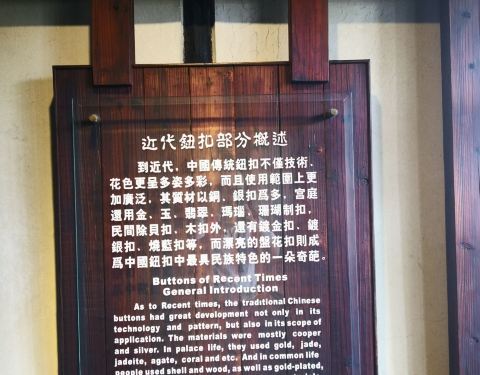 近代鈕扣部分概述
到近代，中國傳統鈕扣不僅技術、
花色更呈多姿多彩，而且使用範圍上更
加廣泛，其質材以銅、銀扣爲多，宮庭
還用金、玉、翡翠、瑪瑙、珊瑚制扣，
民間除貝扣、木扣外，還有鍍金扣、鍍
銀扣、燒藍扣等，而漂亮的盤花扣則成
爲中國鈕扣中最具民族特色的一朵奇葩。
Buttons of Recent Times
General Introduction
As to Recent times, the traditional Chinese
buttons had great development not only in its
technology and pattern, but also in its scope of
application. The materials were mostly cooper
and silver. In palace life, they used gold, jade,
jadeite, agate, coral and etc. And in common life
people used shell and wood, as well as gold-plated,